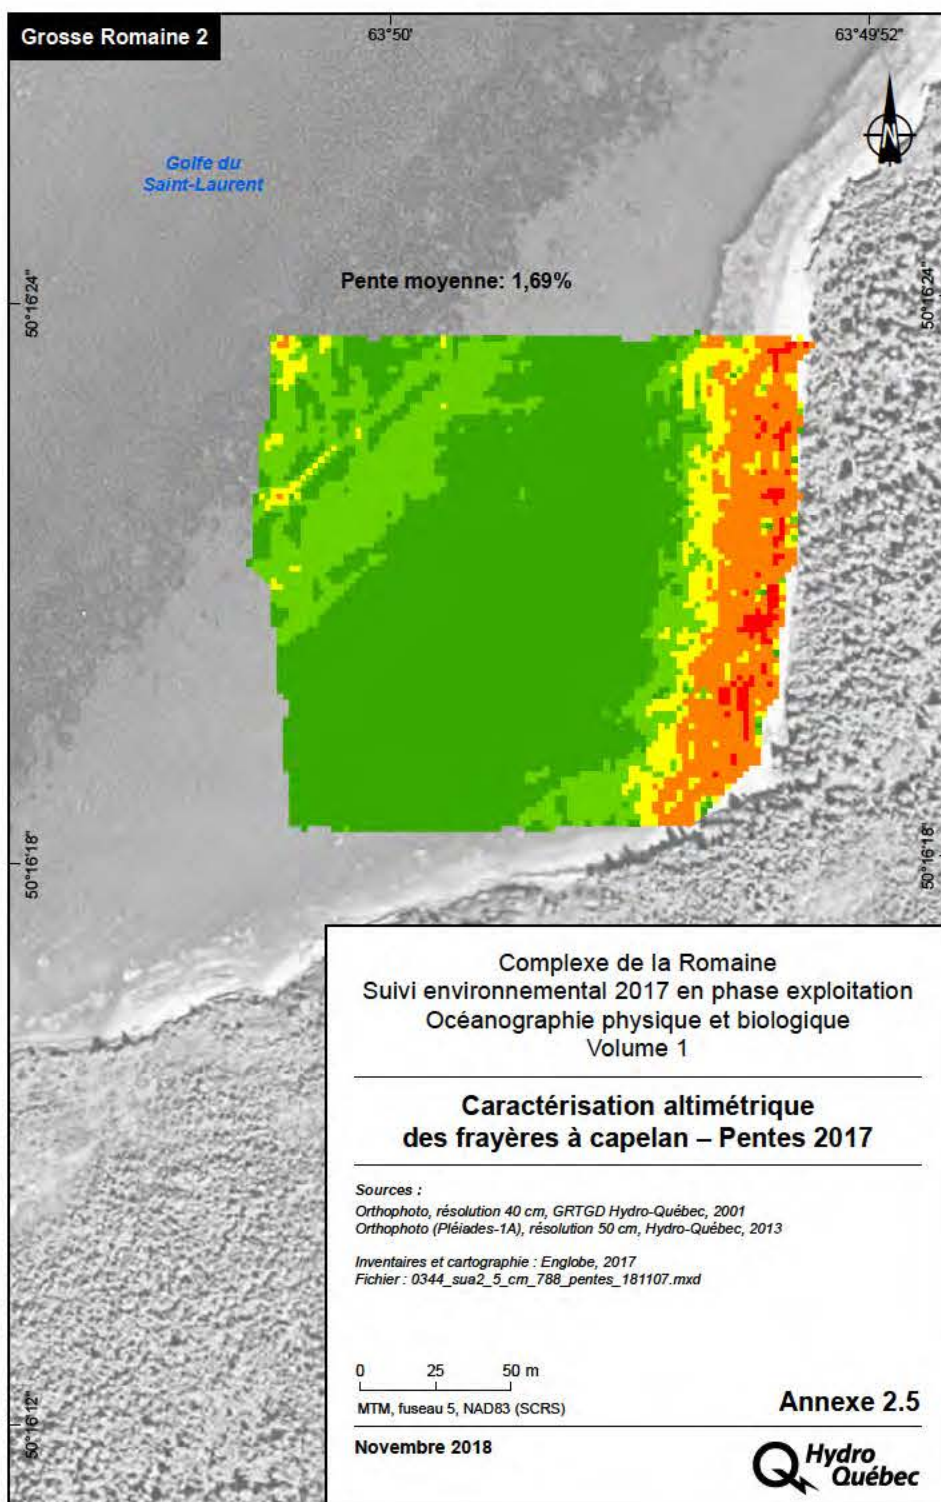 Grosse Romaine 2
63°50'
63°49'52"
N
Golfe du
Saint-Laurent
50°16'24"
50°16'24"
Pente moyenne: 1,69%
50°16'18"
50°16'18"
50°16'12"
Complexe de la Romaine
Suivi environnemental 2017 en phase exploitation
Océanographie physique et biologique
Volume 1
Caractérisation altimétrique
des frayères à capelan – Pentes 2017
Sources :
Orthophoto, résolution 40 cm, GRTGD Hydro-Québec, 2001
Orthophoto (Pléiades-1A), résolution 50 cm, Hydro-Québec, 2013
Inventaires et cartographie : Englobe, 2017
Fichier : 0344_sua2_5_cm_788_pentes_181107.mxd
0 25 50 m
MTM, fuseau 5, NAD83 (SCRS)
Annexe 2.5
Novembre 2018
Hydro
Québec